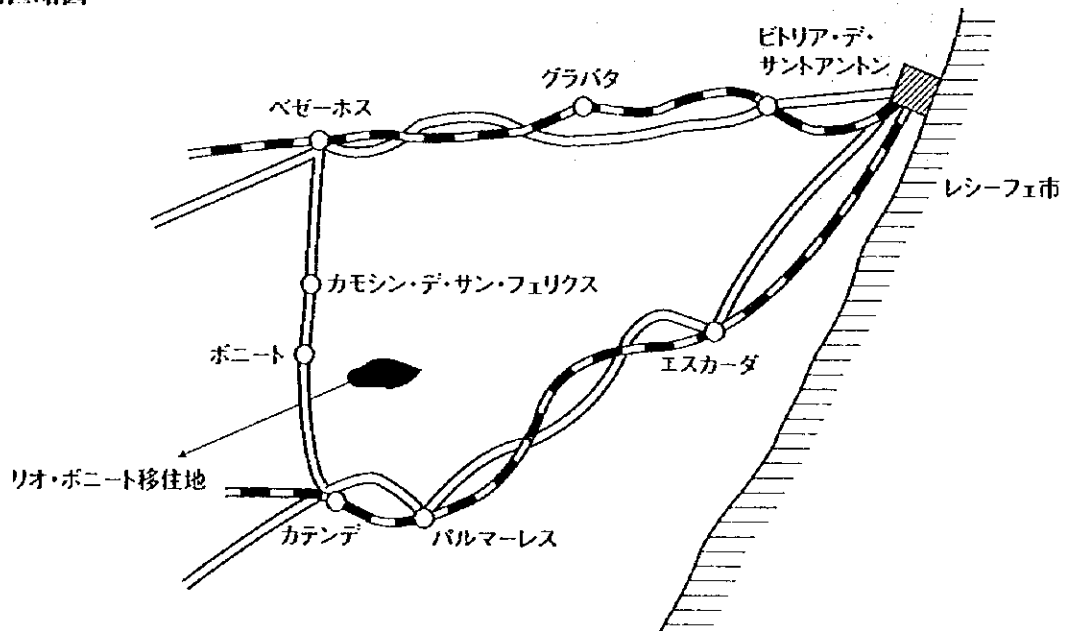 ビトリア・デ・
サントアントン
グラバタ
ベゼーホス
レシーフェ市
カモシン・デ・サン・フェリクス
ボニート
エスカーダ
リオ・ボニート移住地
カテンデ
パルマーレス